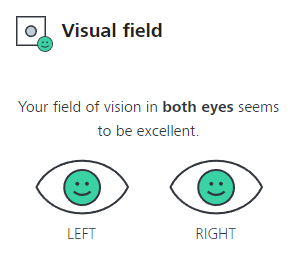 Visual field
Your field of vision in both eyes seems
to be excellent.
LEFT
RIGHT